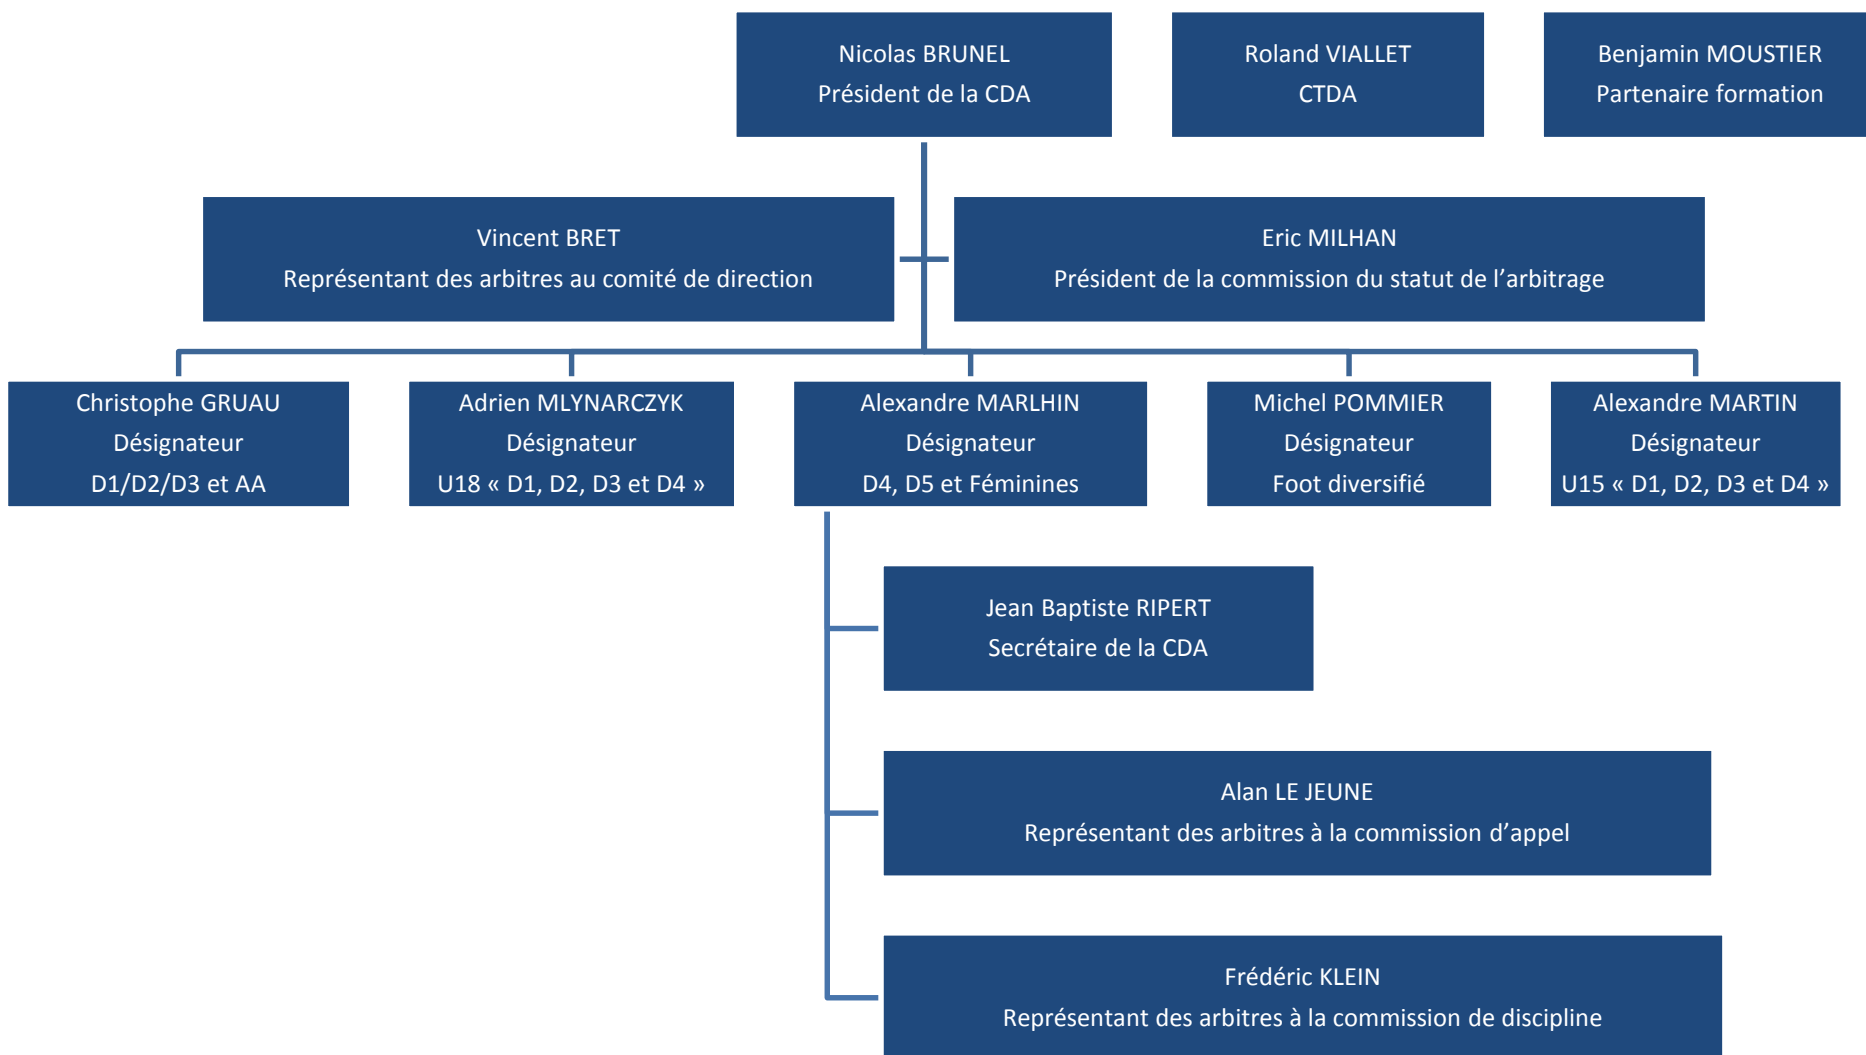 Nicolas BRUNEL
Président de la CDA
Roland VIALLET
CTDA
Benjamin MOUSTIER
Partenaire formation
Vincent BRET
Représentant des arbitres au comité de direction
Eric MILHAN
Président de la commission du statut de l’arbitrage
Christophe GRUAU
Désignateur
D1/D2/D3 et AA
Adrien MLYNARCZYK
Désignateur
U18 « D1, D2, D3 et D4 »
Alexandre MARLHIN
Désignateur
D4, D5 et Féminines
Michel POMMIER
Désignateur
Foot diversifié
Alexandre MARTIN
Désignateur
U15 « D1, D2, D3 et D4 »
Jean Baptiste RIPERT
Secrétaire de la CDA
Alan LE JEUNE
Représentant des arbitres à la commission d’appel
Frédéric KLEIN
Représentant des arbitres à la commission de discipline